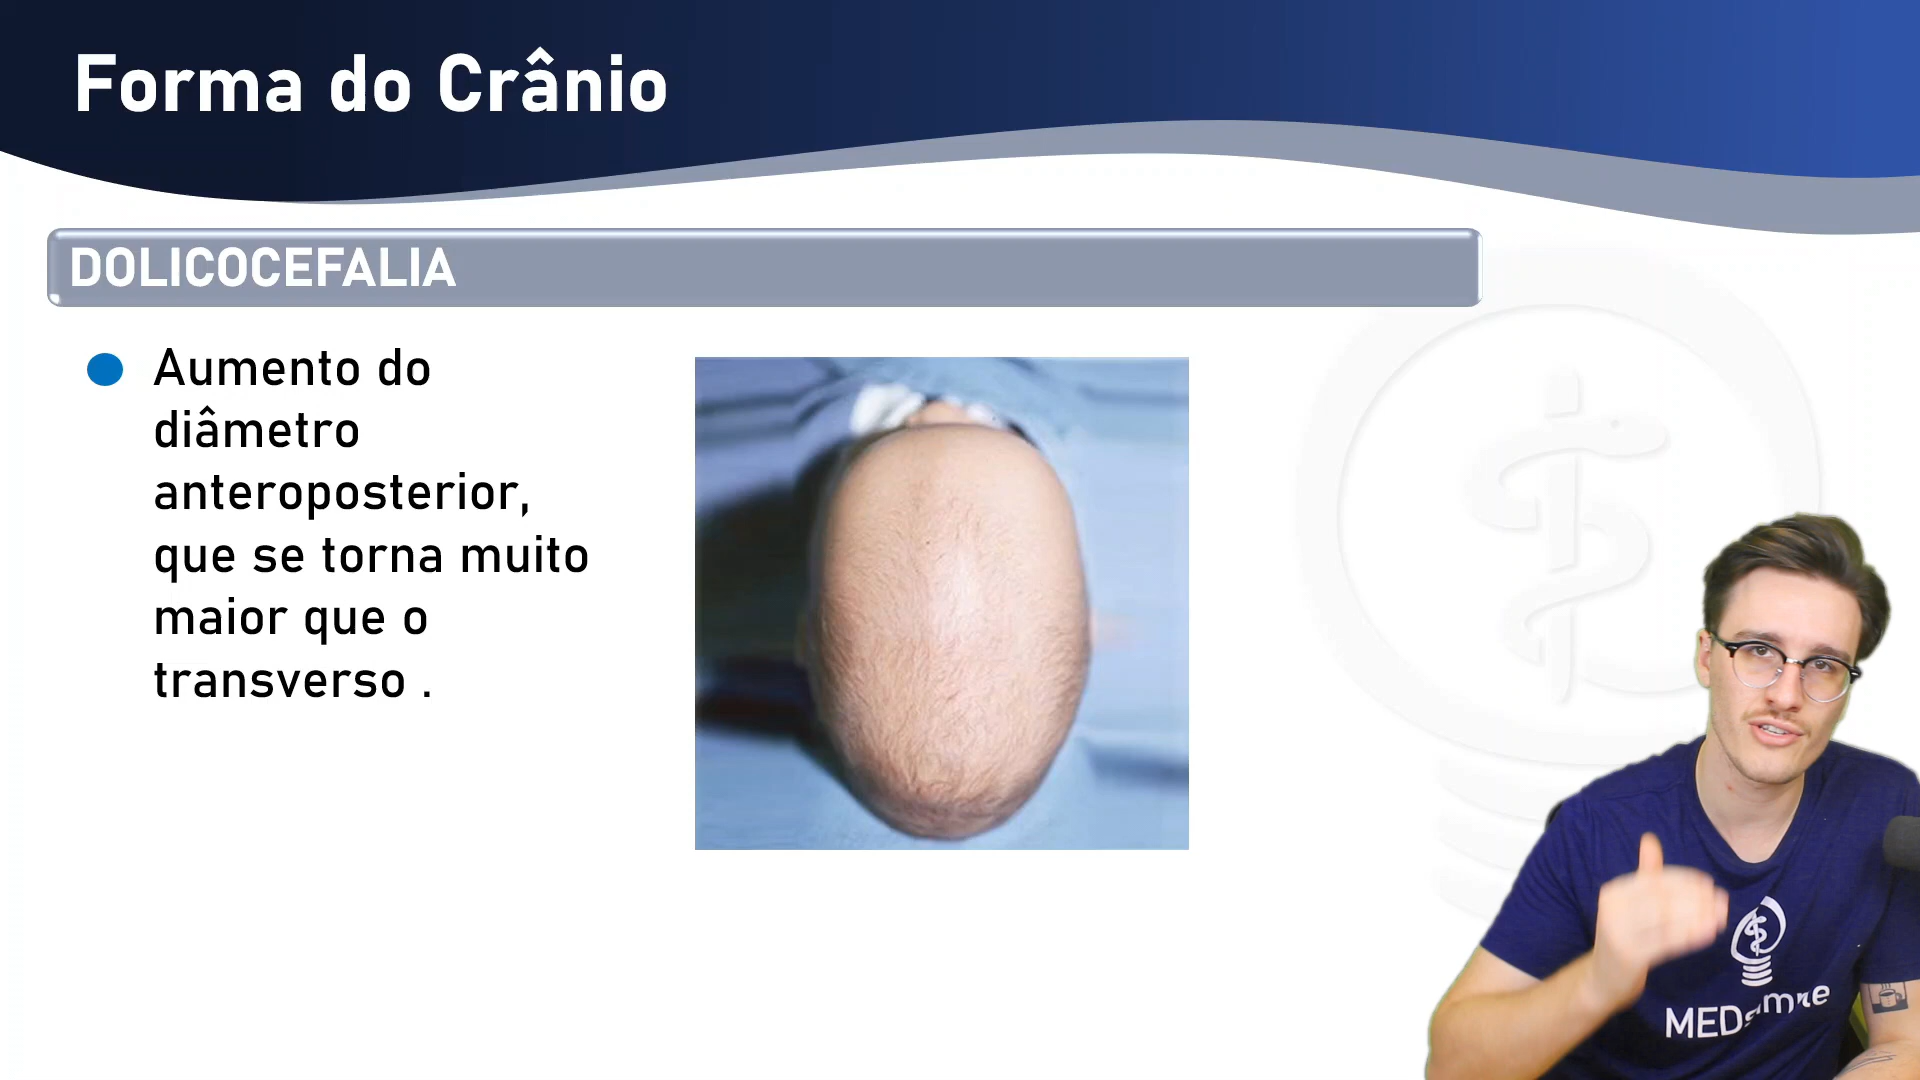 Forma do Crânio
DOLICOCEFALIA
Aumento do
diâmetro
anteroposterior,
que se torna muito
maior que o
transverso .